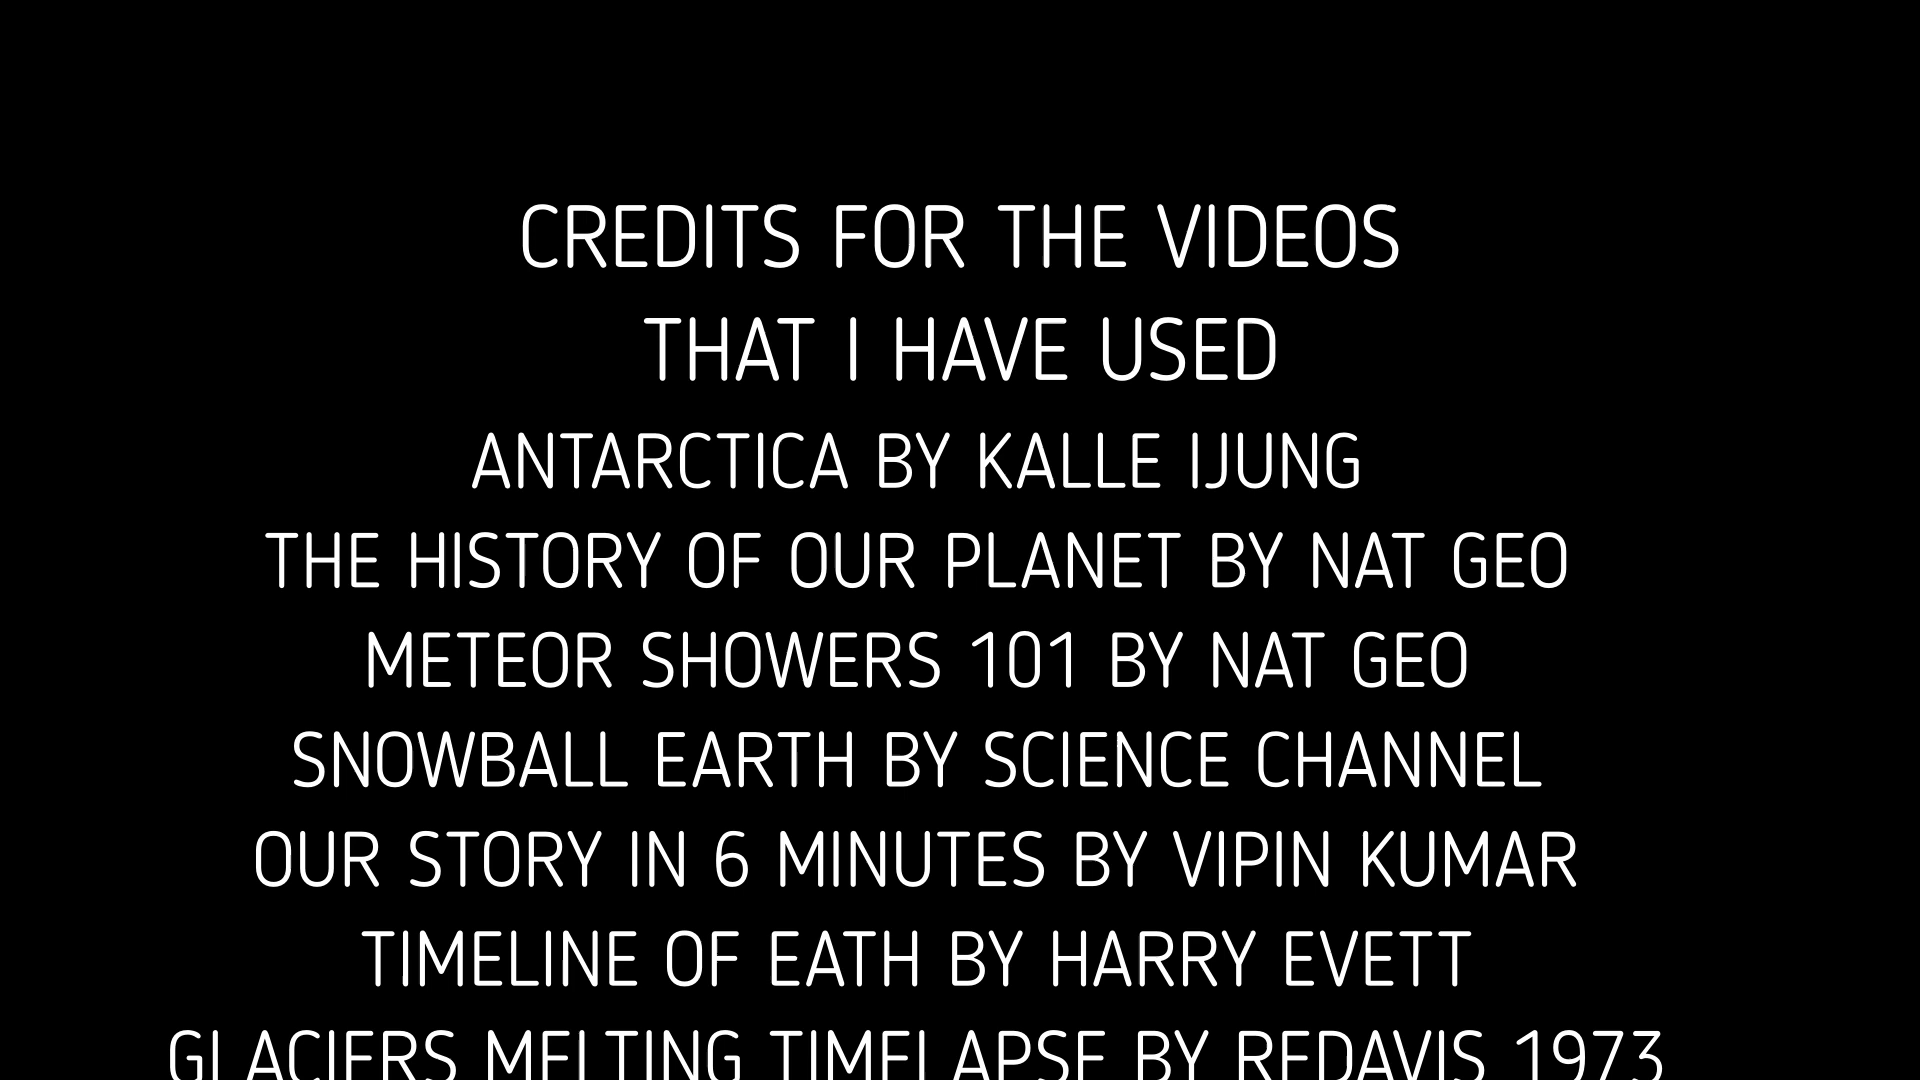 CREDITS FOR THE VIDEOS
THAT I HAVE USED
ANTARCTICA BY KALLE IJUNG
THE HISTORY OF OUR PLANET BY NAT GEO
METEOR SHOWERS 101 BY NAT GEO
SNOWBALL EARTH BY SCIENCE CHANNEL
OUR STORY IN 6 MINUTES BY VIPIN KUMAR
TIMELINE OF EATH BY HARRY EVETT
GLACIERS MELTING TIMELAPSE BY REDAVIS 1973